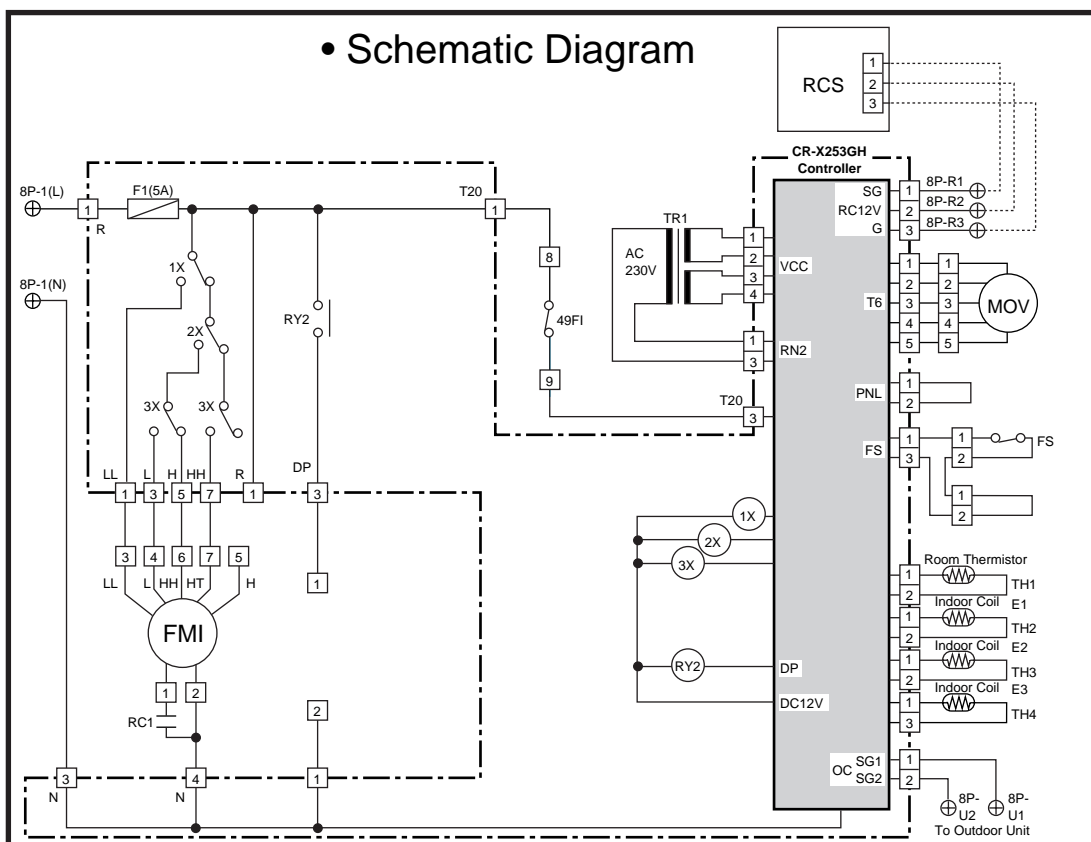 • Schematic Diagram
RCS
1
2
3
CR-X253GH
Controller
8P-1(L)
F1(5A)
T20
1
R
1
SG
1
8P-R1
RC12V
2
8P-R2
G
3
8P-R3
TR1
AC
230V
1
2
3
4
VCC
8P-1(N)
1X
8
1
2
3
4
5
T6
1
2
3
4
5
MOV
RY2
49FI
2X
1
3
RN2
9
3X
3X
T20
3
PNL
1
2
FS
1
3
1
2
FS
1
2
LL
L
H
HH
R
DP
1
3
5
7
1
3
1X
2X
3X
3
4
6
7
5
LL
L
HH
HT
H
1
Room Thermistor
1
2
TH1
Indoor Coil
E1
1
2
TH2
Indoor Coil
E2
1
2
TH3
Indoor Coil
E3
1
3
TH4
FMI
RY2
DP
1
2
RC1
2
DC12V
3
4
1
N
N
OC
SG1
SG2
1
2
8P-
U2
8P-
U1
To Outdoor Unit